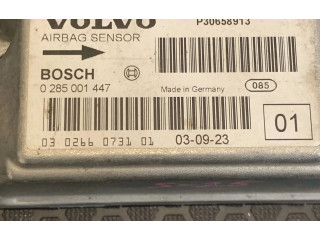 VOLVO
P30658913
AIRBAG SENSOR
BOSCH
0 285 001 447
Made in Germany
085
03 0266 0731 01
03-09-23
01